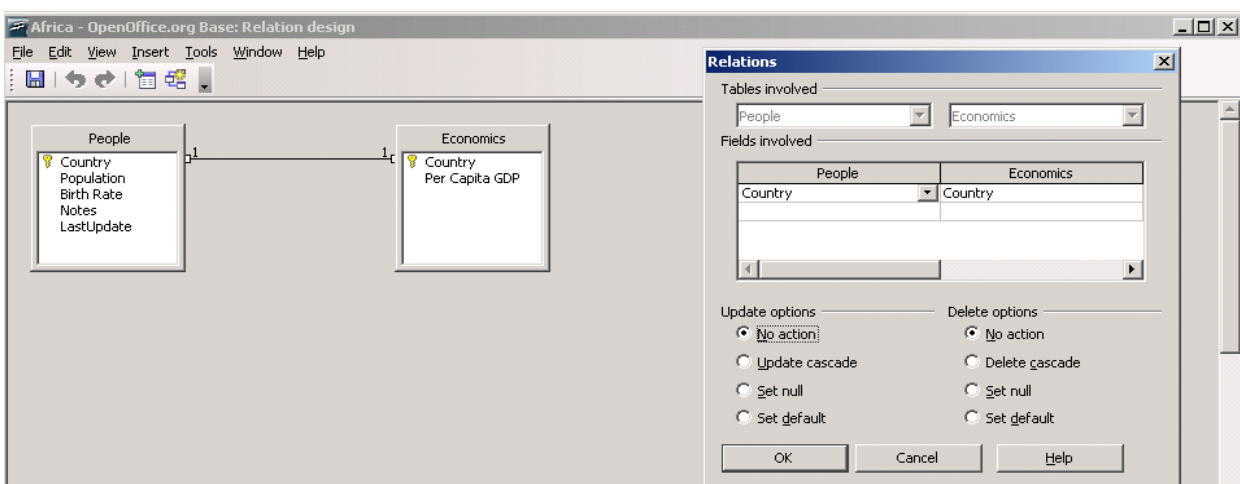 Africa - OpenOffice.org Base: Relation design
File Edit View Insert Tools Window Help
People
Country
Population
Birth Rate
Notes
LastUpdate
1 1
Economics
Country
Per Capita GDP
Relations
Tables involved
People Economics
Fields involved
People Economics
Country Country
Update options Delete options
No action No action
Update cascade Delete cascade
Set null Set null
Set default Set default
OK Cancel Help